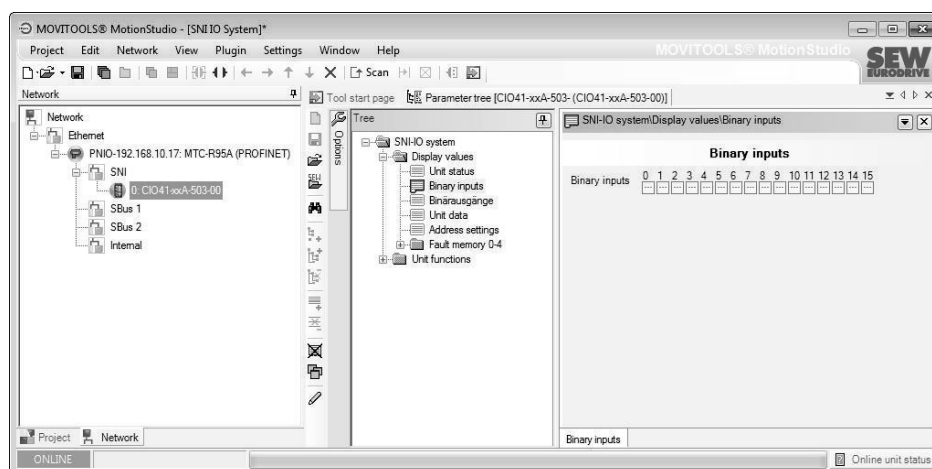 MOVITOOLS® MotionStudio - [SNI IO System]*
Project Edit Network View Plugin Settings Window Help
MOVITOOLS® MotionStudio
SEW
EURODRIVE
Scan
Network
Tool start page Parameter tree [CIO41-xxA-503- (CIO41-xxA-503-00)]
Network
Ethernet
PNIO-192.168.10.17: MTC-R95A (PROFINET)
SNI
0: CIO41-xxA-503-00
SBus 1
SBus 2
Internal
SEW
Options
Tree
SNI-IO system
Display values
Unit status
Binary inputs
Binärausgänge
Unit data
Address settings
Fault memory 0-4
Unit functions
SNI-IO system\Display values\Binary inputs
Binary inputs
Binary inputs 0 1 2 3 4 5 6 7 8 9 10 11 12 13 14 15
Project Network
Binary inputs
ONLINE
Online unit status